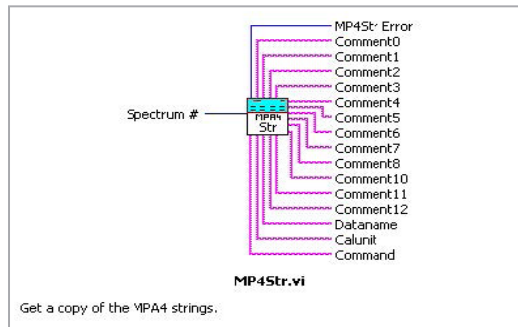 MP4Str Error
Comment0
Comment1
Comment2
Comment3
Comment4
Spectrum #
Comment5
MPA4
Str
Comment6
Comment7
Comment8
Comment10
Comment11
Comment12
Dataname
Calunit
Command
MP4Str.vi
Get a copy of the MPA4 strings.